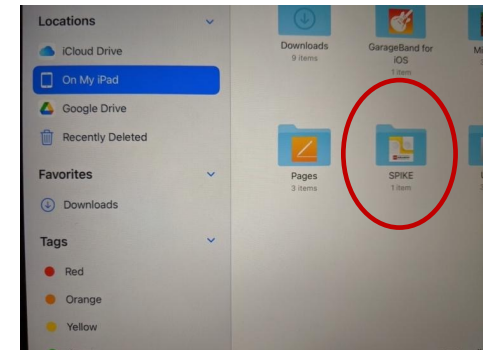 Locations
iCloud Drive
On My iPad
Google Drive
Recently Deleted
Favorites
Downloads
Tags
Red
Orange
Yellow
Downloads
9 items
GarageBand for
iOS
1 item
Pages
3 items
SPIKE
1 item